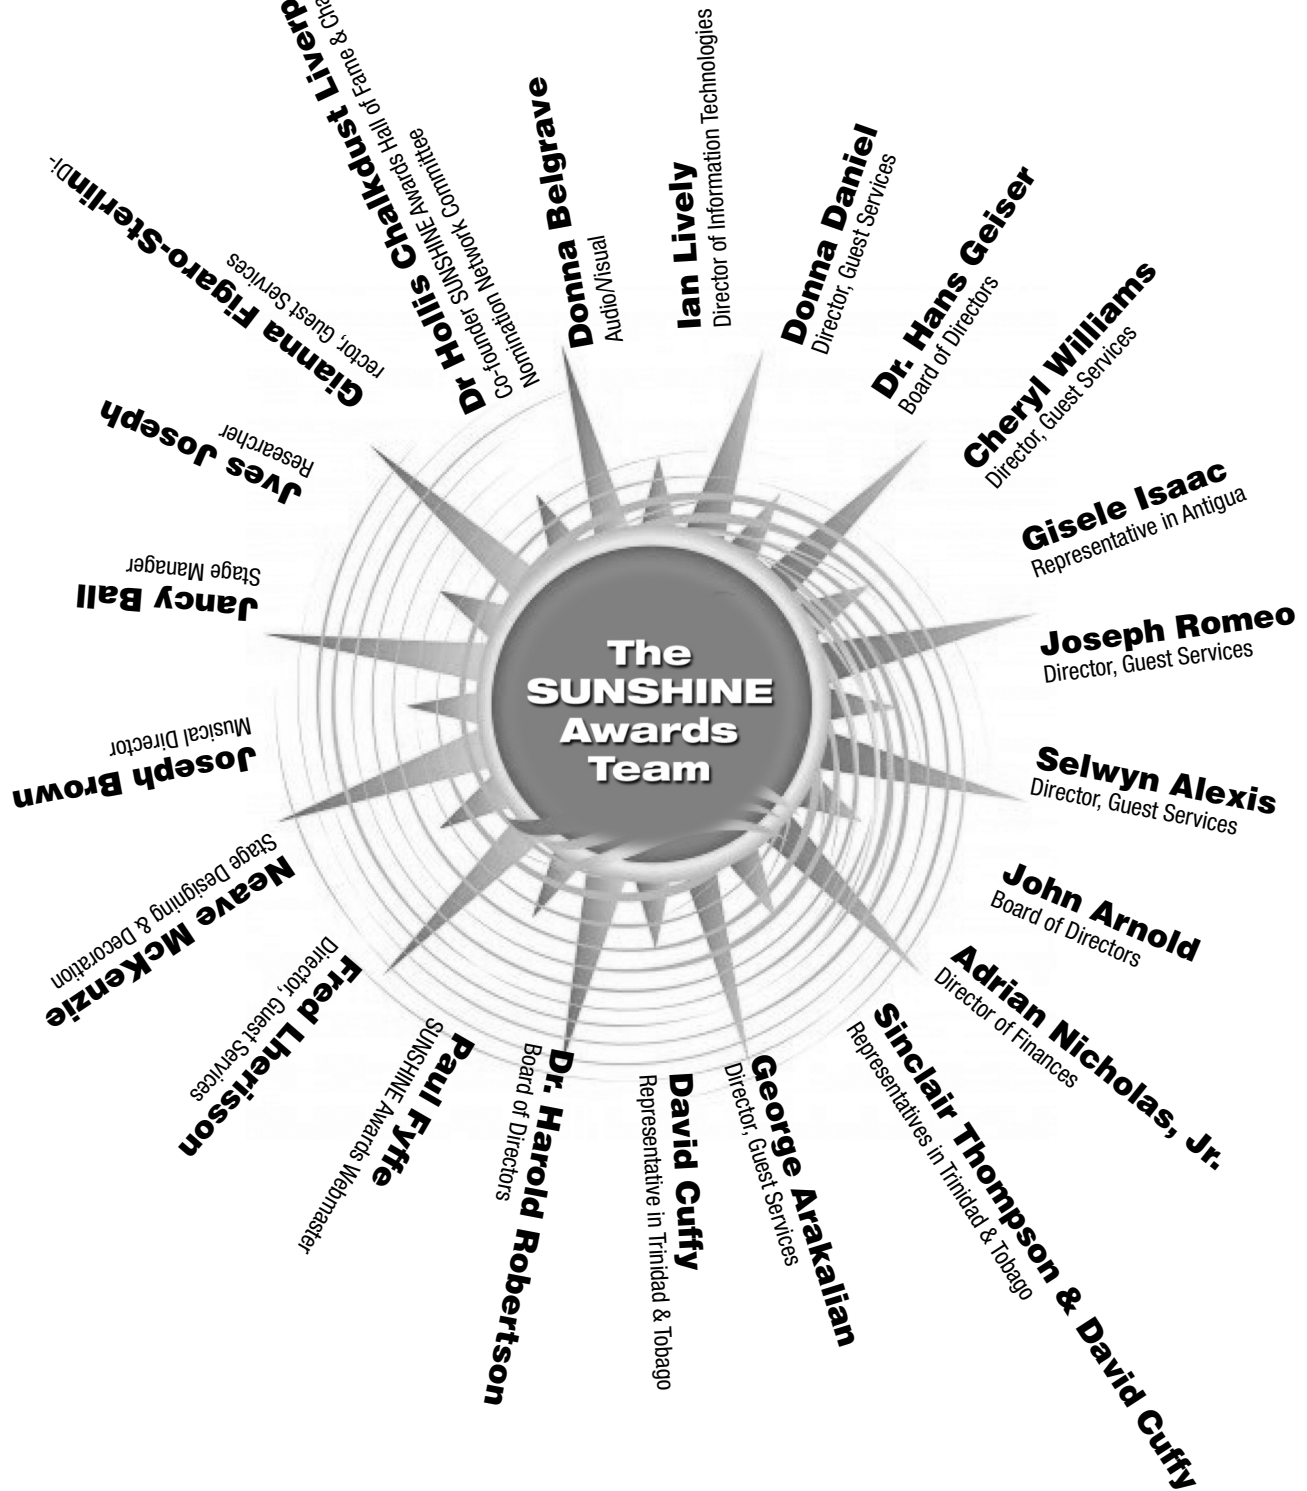 The
SUNSHINE
Awards
Team
Dr Hollis Chalkdust
Co-founder SUNSHINE Awards Hall of Fame &
Nomination Network Committee
Donna Belgrave
Audio/Visual
Ian Lively
Director of Information Technologies
Donna Daniel
Director, Guest Services
Dr. Hans Geiser
Board of Directors
Cheryl Williams
Director, Guest Services
Gisele Isaac
Representative in Antigua
Joseph Romeo
Director, Guest Services
Selwyn Alexis
Director, Guest Services
John Arnold
Board of Directors
Adrian Nicholas, Jr.
Director of Finances
Sinclair Thompson & David Cuffy
Representatives in Trinidad & Tobago
George Arakalian
Director, Guest Services
David Cuffy
Representative in Trinidad & Tobago
Dr. Harold Robertson
Board of Directors
Paul Fyffe
SUNSHINE Awards Webmaster
Fred Lherisson
Director, Guest Services
Neave McKenzie
Stage Designing & Decoration
Joseph Brown
Musical Director
Jancy Ball
Stage Manager
Jves Joseph
Researcher
Gianna Figaro-SterlinDi-
rector, Guest Services